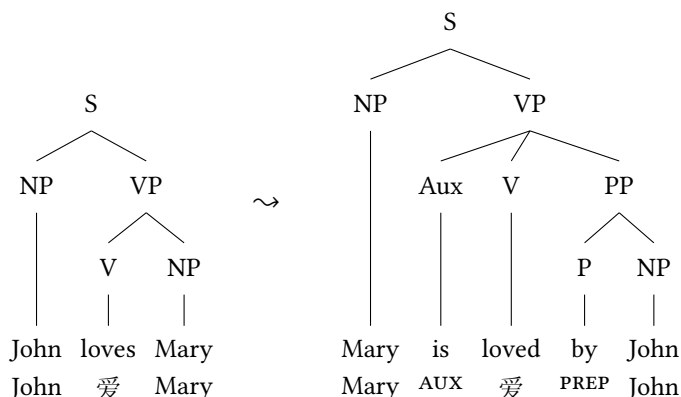 S
S
NP VP
NP VP
Aux V PP
V NP
P NP
⤳
John loves Mary
John 爱 Mary
Mary is loved by John
Mary AUX 爱 PREP John